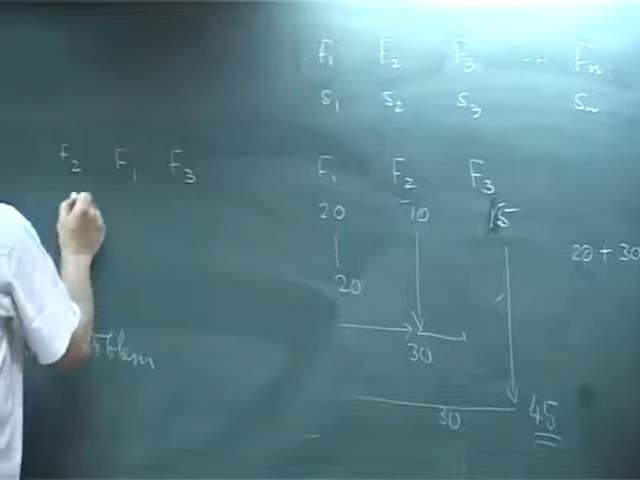 F₁ F₂ F₃ ... Fₙ
s₁ s₂ s₃ sₙ
F₂ F₁ F₃
F₁ F₂ F₃
20 10 15
20 + 30
20
30
30 45